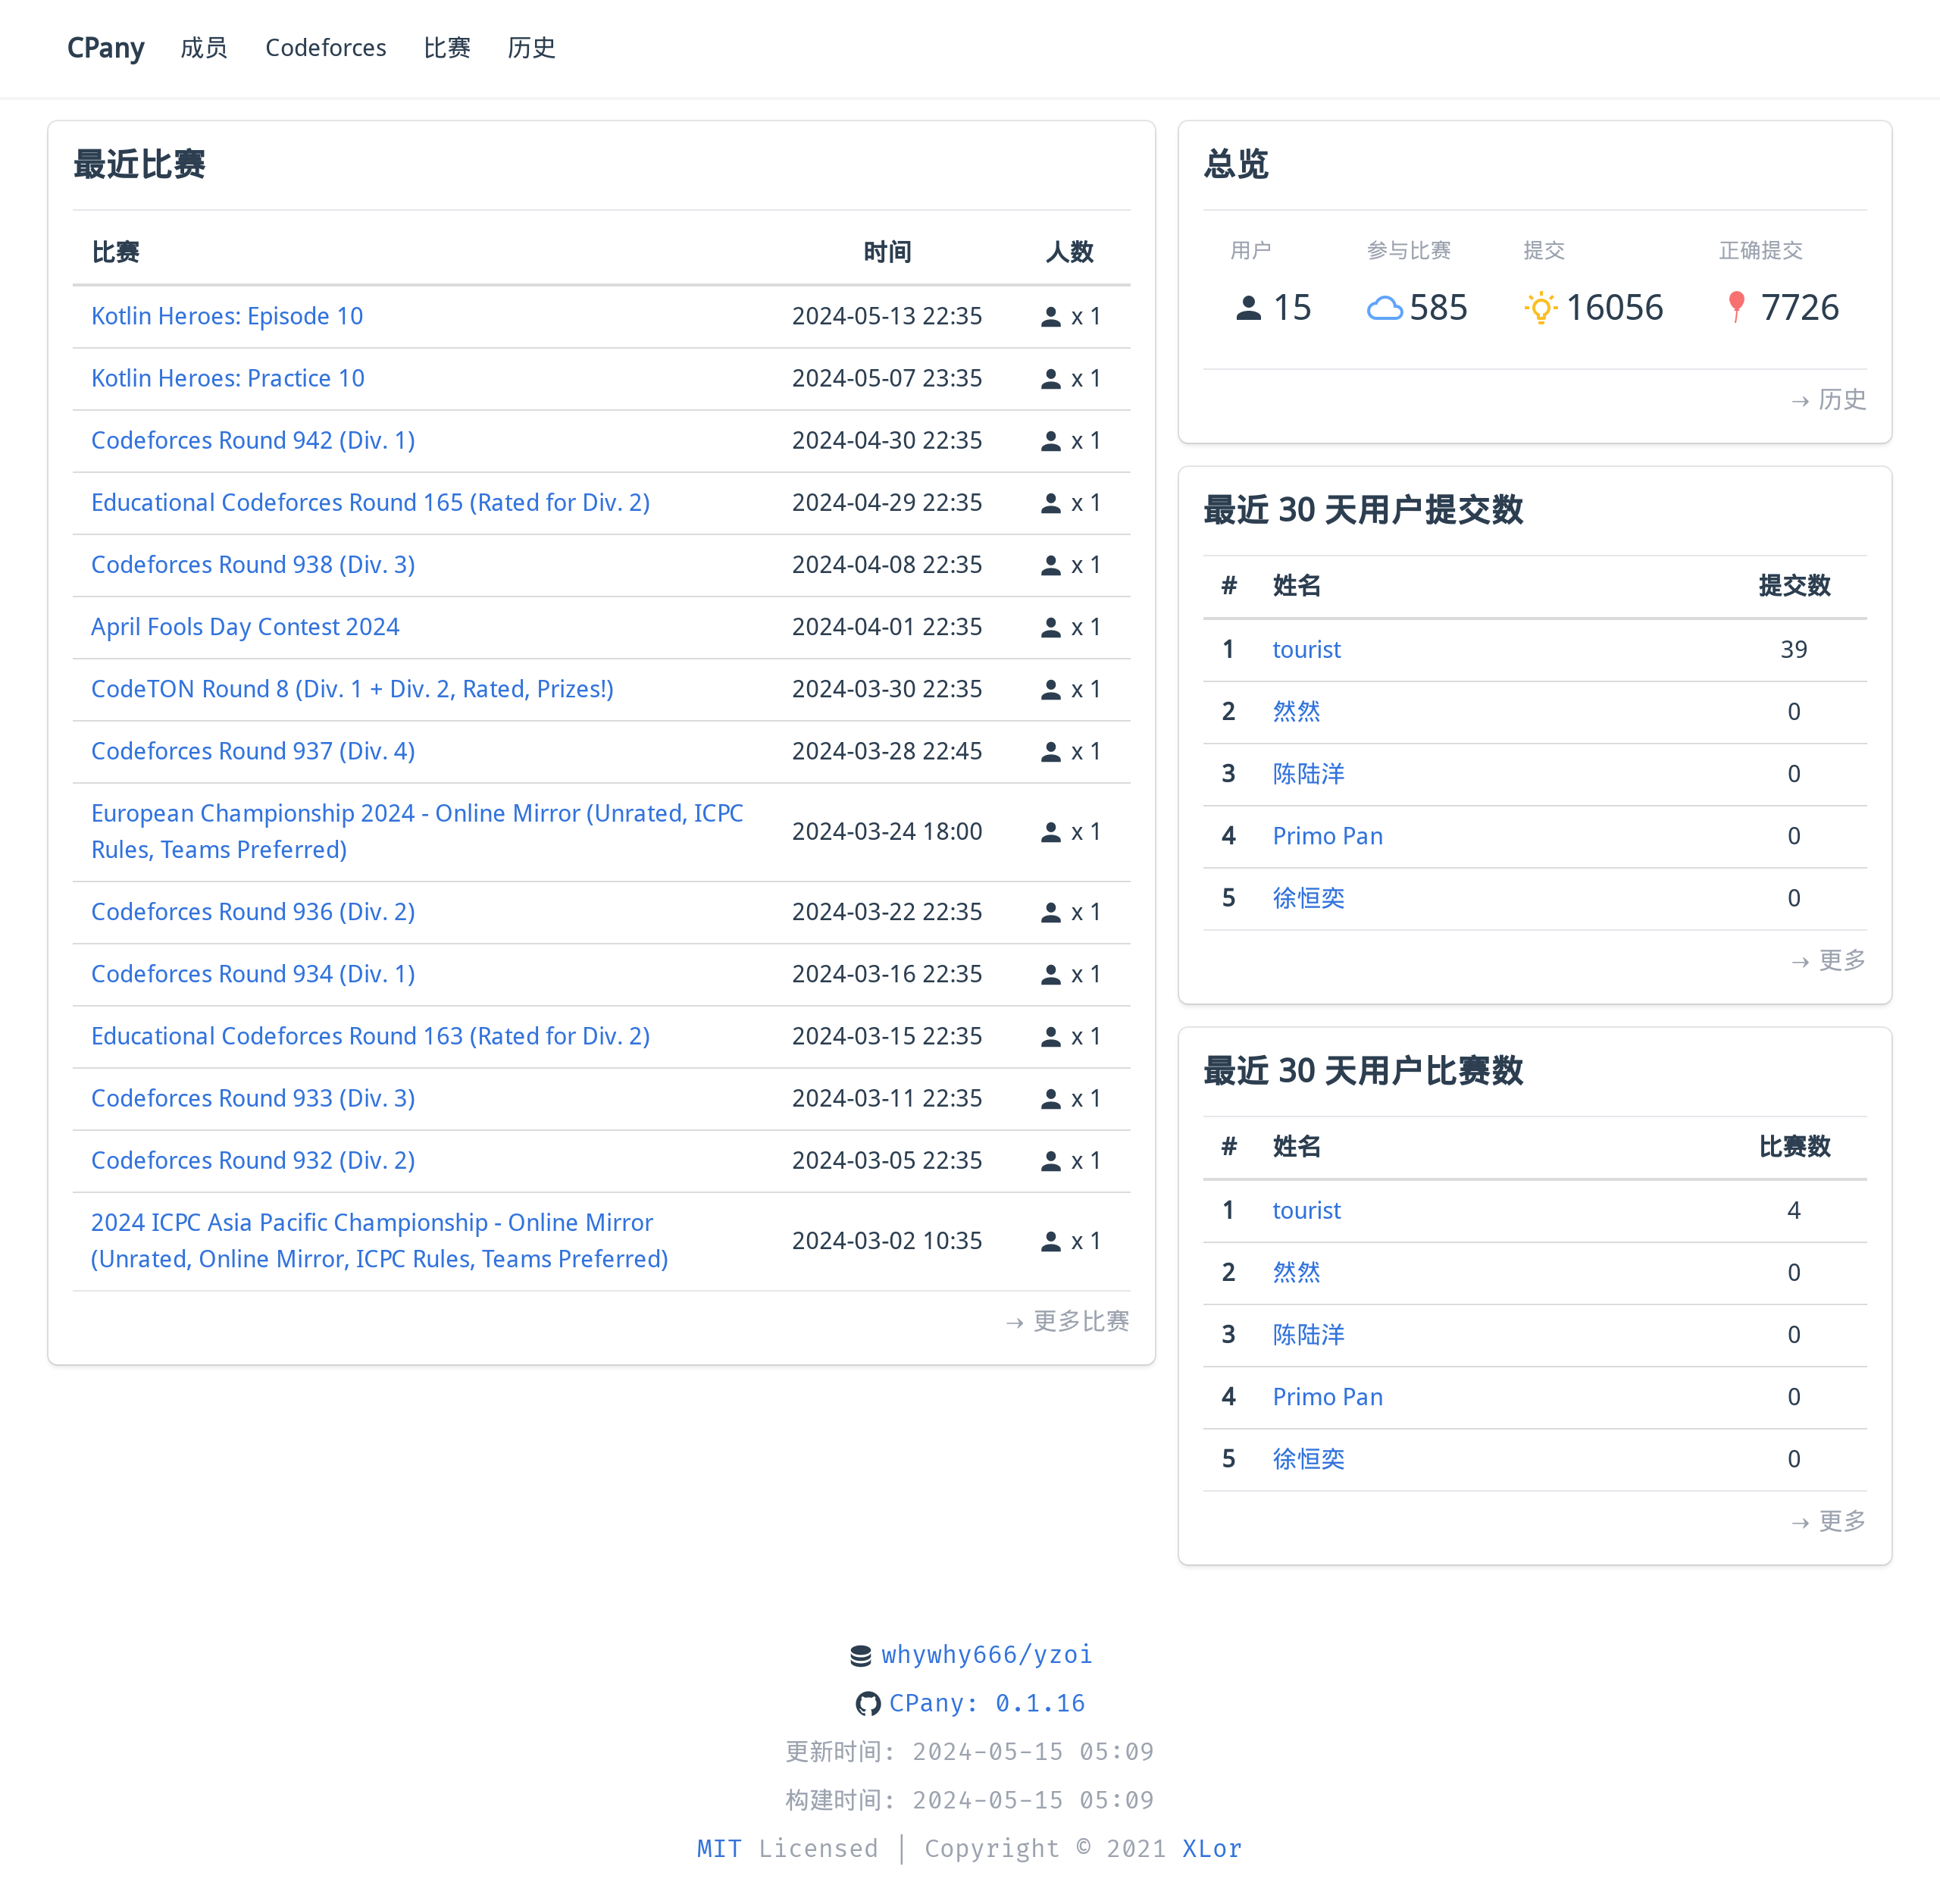 CPany 成员 Codeforces 比赛 历史
最近比赛
比赛 时间 人数
Kotlin Heroes: Episode 10 2024-05-13 22:35 x 1
Kotlin Heroes: Practice 10 2024-05-07 23:35 x 1
Codeforces Round 942 (Div. 1) 2024-04-30 22:35 x 1
Educational Codeforces Round 165 (Rated for Div. 2) 2024-04-29 22:35 x 1
Codeforces Round 938 (Div. 3) 2024-04-08 22:35 x 1
April Fools Day Contest 2024 2024-04-01 22:35 x 1
CodeTON Round 8 (Div. 1 + Div. 2, Rated, Prizes!) 2024-03-30 22:35 x 1
Codeforces Round 937 (Div. 4) 2024-03-28 22:45 x 1
European Championship 2024 - Online Mirror (Unrated, ICPC
Rules, Teams Preferred) 2024-03-24 18:00 x 1
Codeforces Round 936 (Div. 2) 2024-03-22 22:35 x 1
Codeforces Round 934 (Div. 1) 2024-03-16 22:35 x 1
Educational Codeforces Round 163 (Rated for Div. 2) 2024-03-15 22:35 x 1
Codeforces Round 933 (Div. 3) 2024-03-11 22:35 x 1
Codeforces Round 932 (Div. 2) 2024-03-05 22:35 x 1
2024 ICPC Asia Pacific Championship - Online Mirror
(Unrated, Online Mirror, ICPC Rules, Teams Preferred) 2024-03-02 10:35 x 1
→ 更多比赛
总览
用户 参与比赛 提交 正确提交
15 585 16056 7726
→ 历史
最近 30 天用户提交数
# 姓名 提交数
1 tourist 39
2 然然 0
3 陈陆洋 0
4 Primo Pan 0
5 徐恒奕 0
→ 更多
最近 30 天用户比赛数
# 姓名 比赛数
1 tourist 4
2 然然 0
3 陈陆洋 0
4 Primo Pan 0
5 徐恒奕 0
→ 更多
whywhy666/yzoi
CPany: 0.1.16
更新时间: 2024-05-15 05:09
构建时间: 2024-05-15 05:09
MIT Licensed | Copyright © 2021 XLor